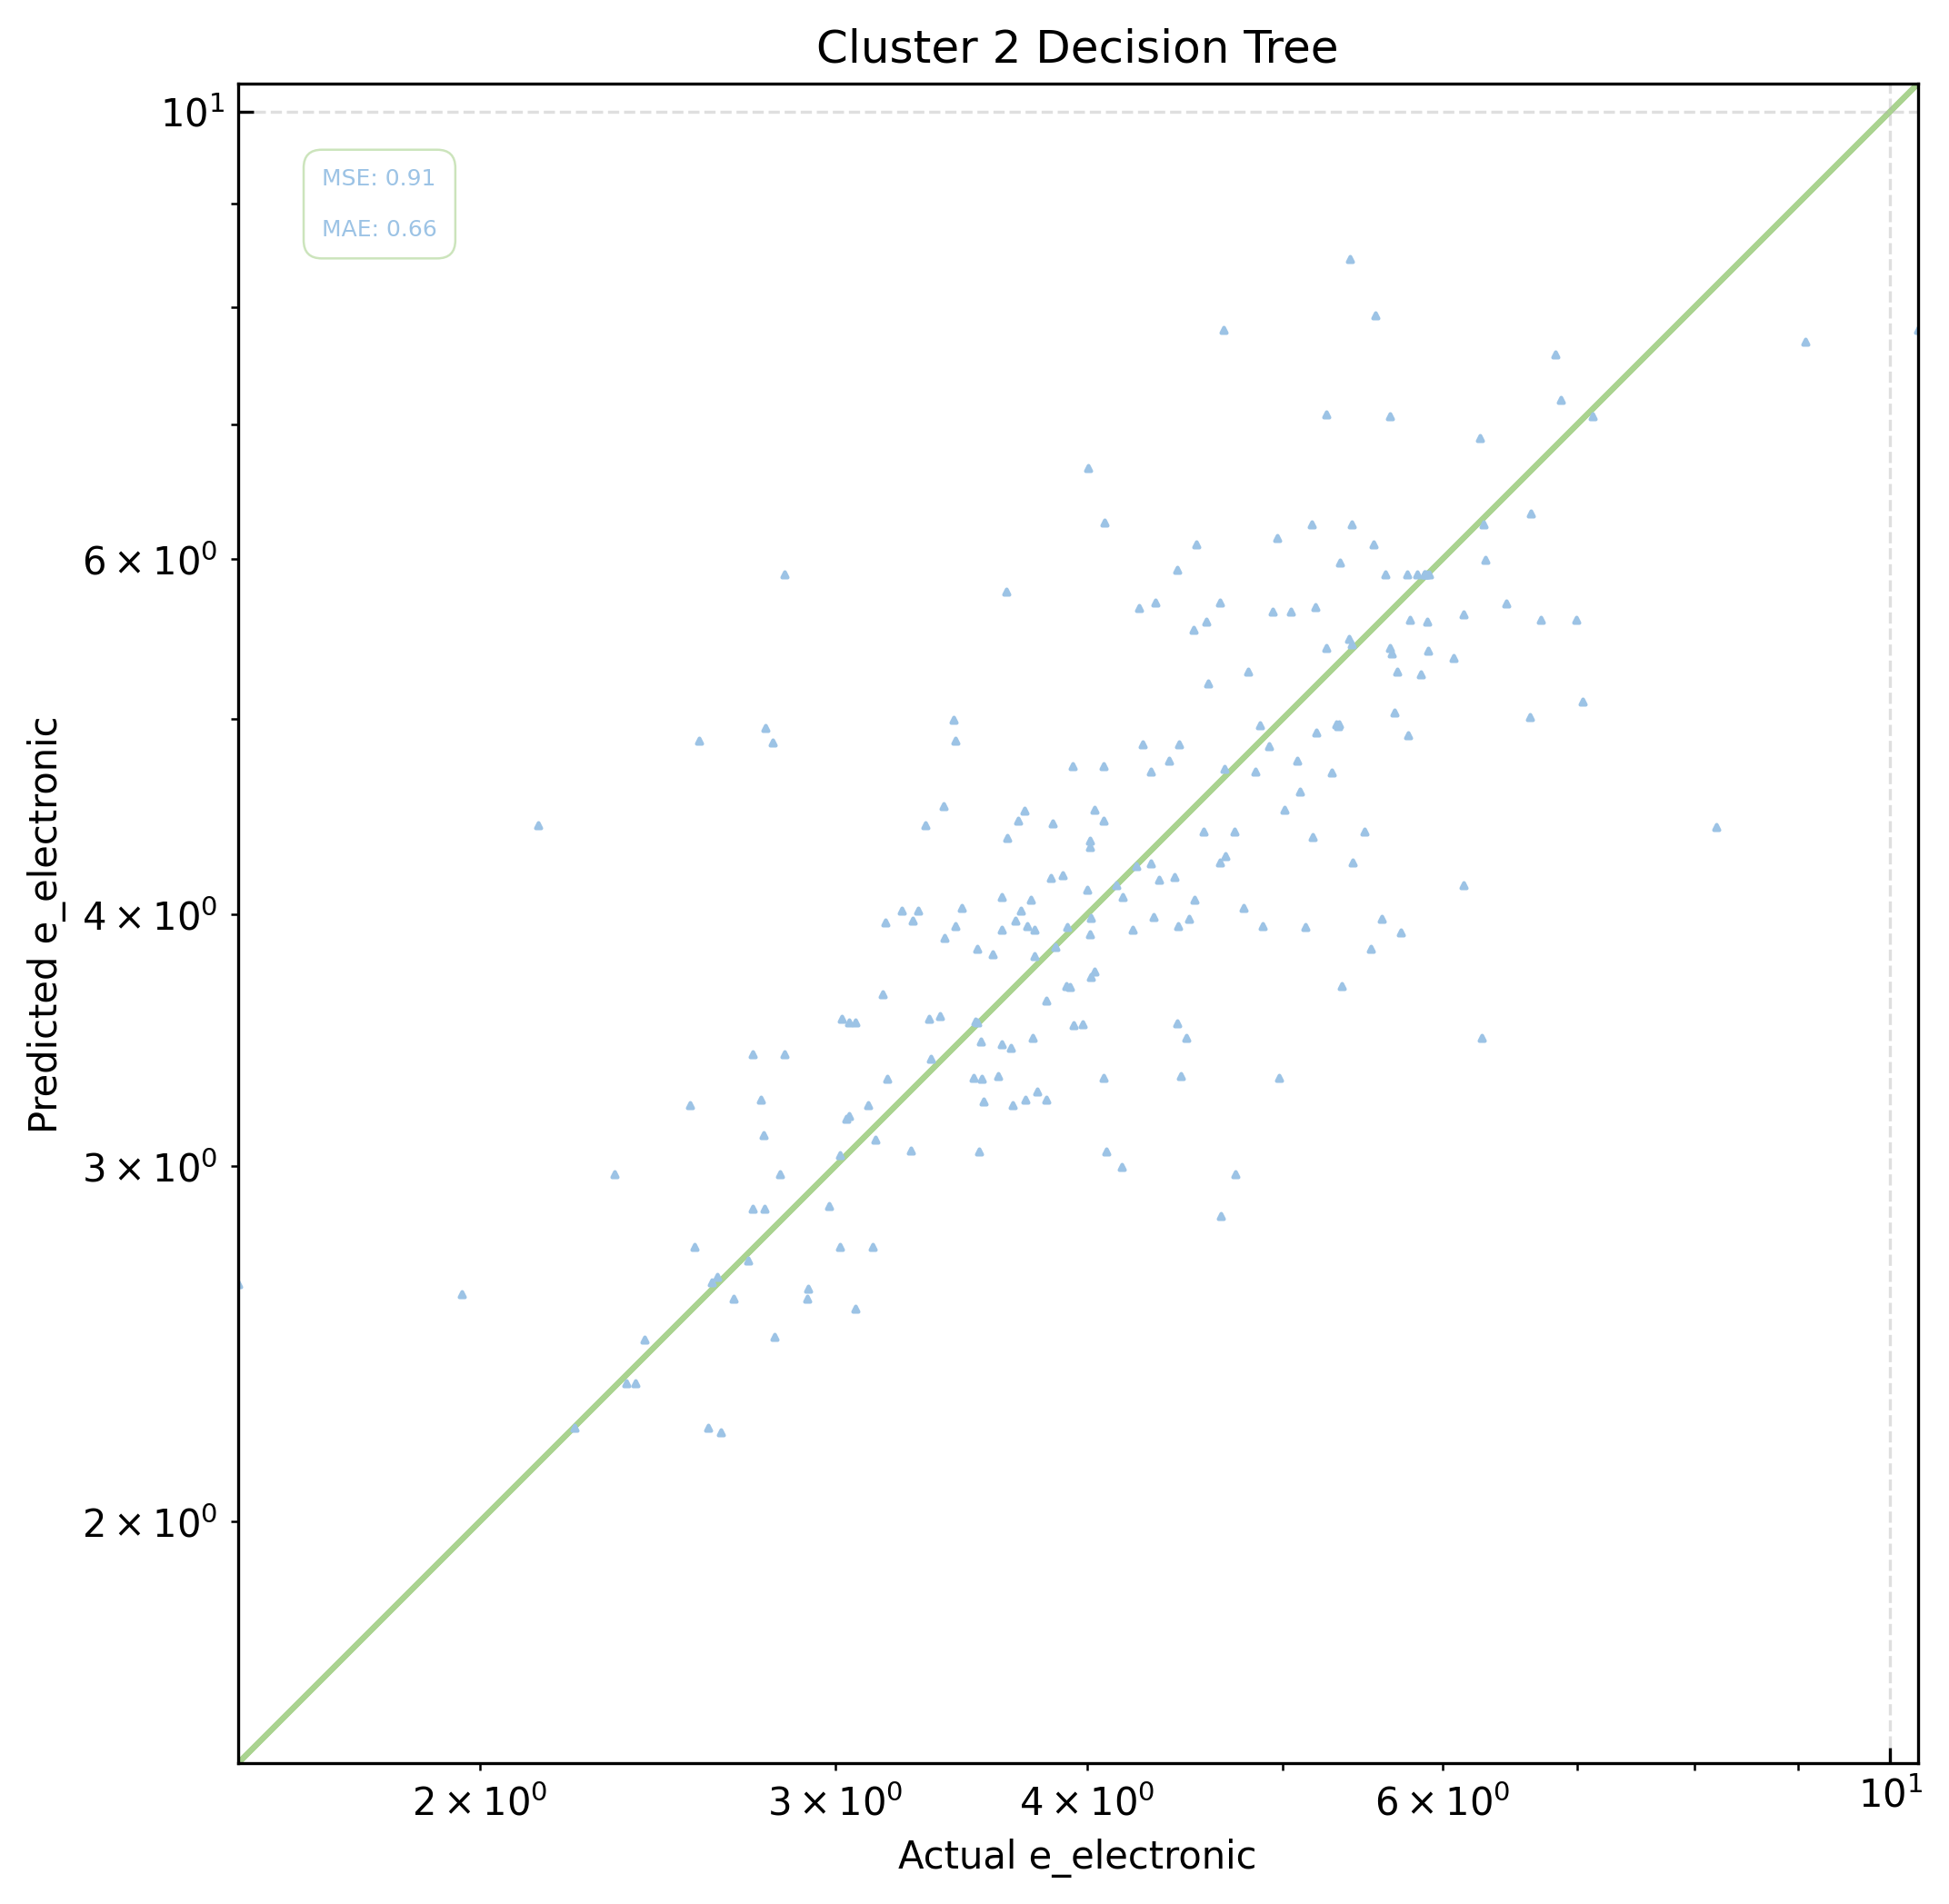 Cluster 2 Decision Tree
10¹
MSE: 0.91
MAE: 0.66
6 × 10⁰
4 × 10⁰
3 × 10⁰
2 × 10⁰
Predicted e_electronic
2 × 10⁰ 3 × 10⁰ 4 × 10⁰ 6 × 10⁰ 10¹
Actual e_electronic